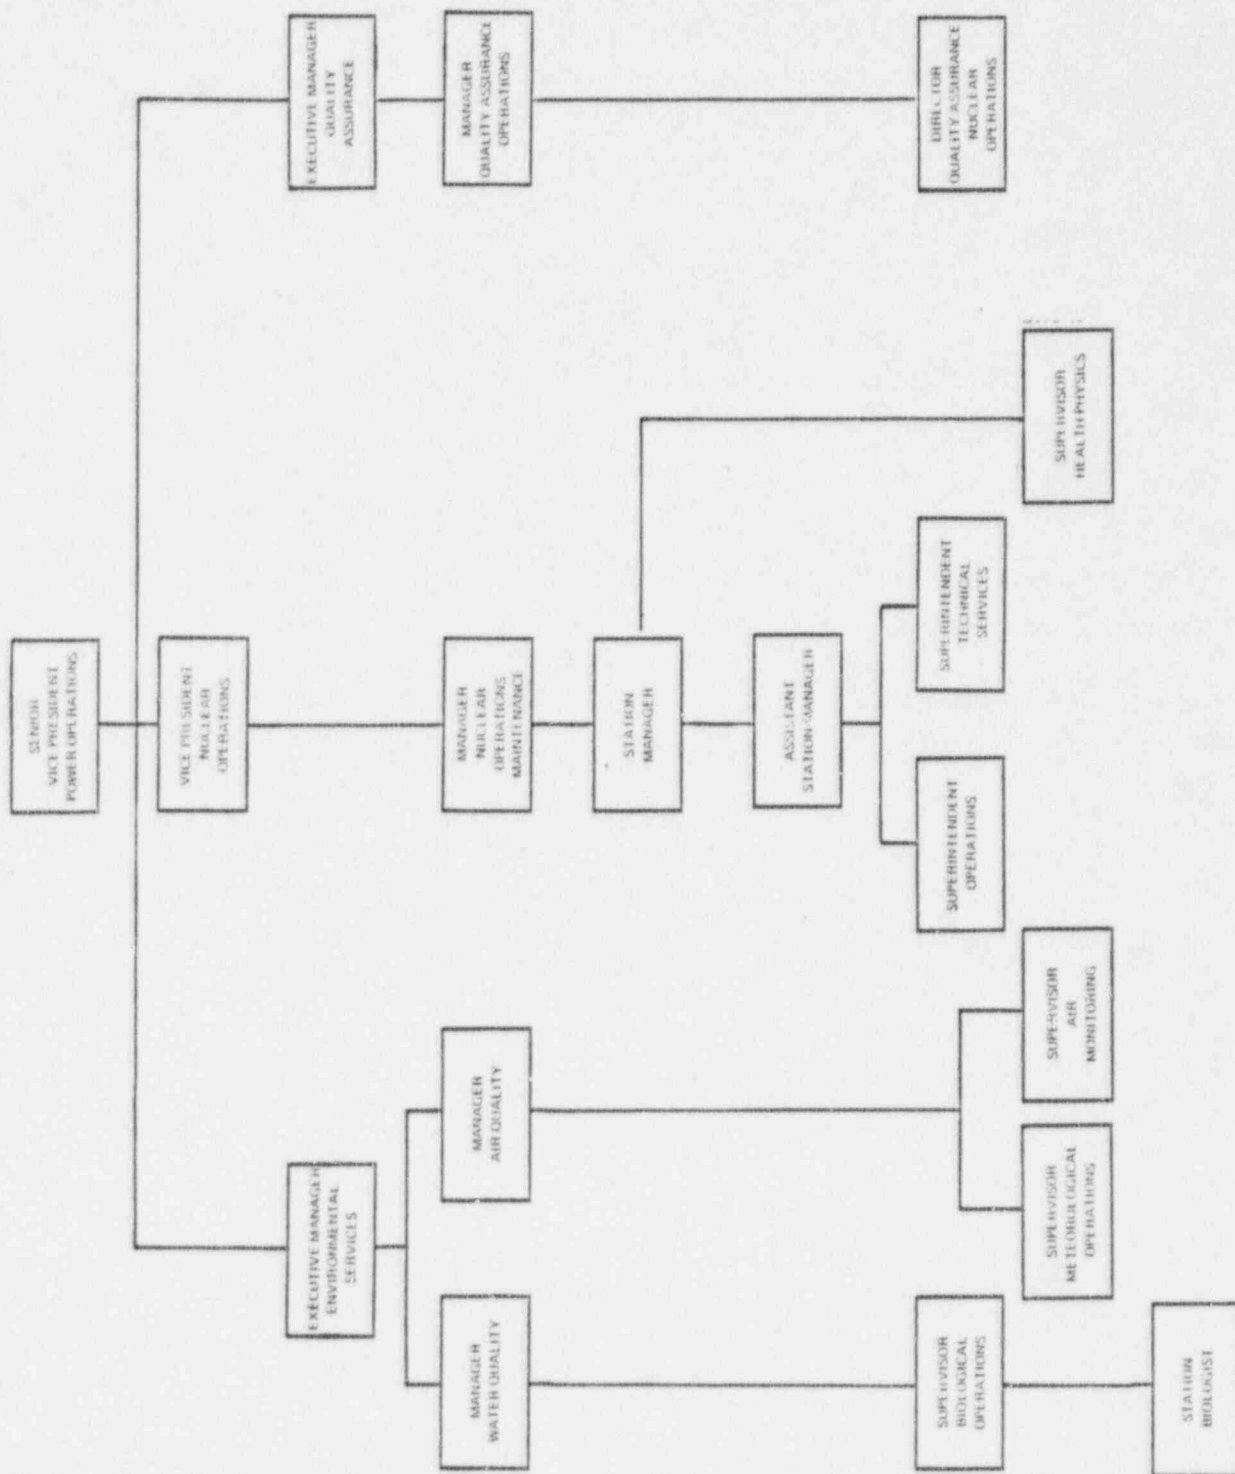 SENIOR
VICE PRESIDENT
POWER OPERATIONS
VICE PRESIDENT
NUCLEAR
OPERATIONS
EXECUTIVE MANAGER
ENVIRONMENTAL
SERVICES
EXECUTIVE MANAGER
QUALITY
ASSURANCE
MANAGER
WATER QUALITY
MANAGER
AIR QUALITY
MANAGER
NUCLEAR
OPERATIONS
MAINTENANCE
MANAGER
QUALITY ASSURANCE
OPERATIONS
STATION
MANAGER
ASSISTANT
STATION MANAGER
SUPERVISOR
BIOLOGICAL
OPERATIONS
SUPERINTENDENT
OPERATIONS
SUPERINTENDENT
TECHNICAL
SERVICES
DIRECTOR
QUALITY ASSURANCE
NUCLEAR
OPERATIONS
SUPERVISOR
METEOROLOGICAL
OPERATIONS
SUPERVISOR
AIR
MONITORING
SUPERVISOR
HEALTH PHYSICS
STATION
BIOLOGIST